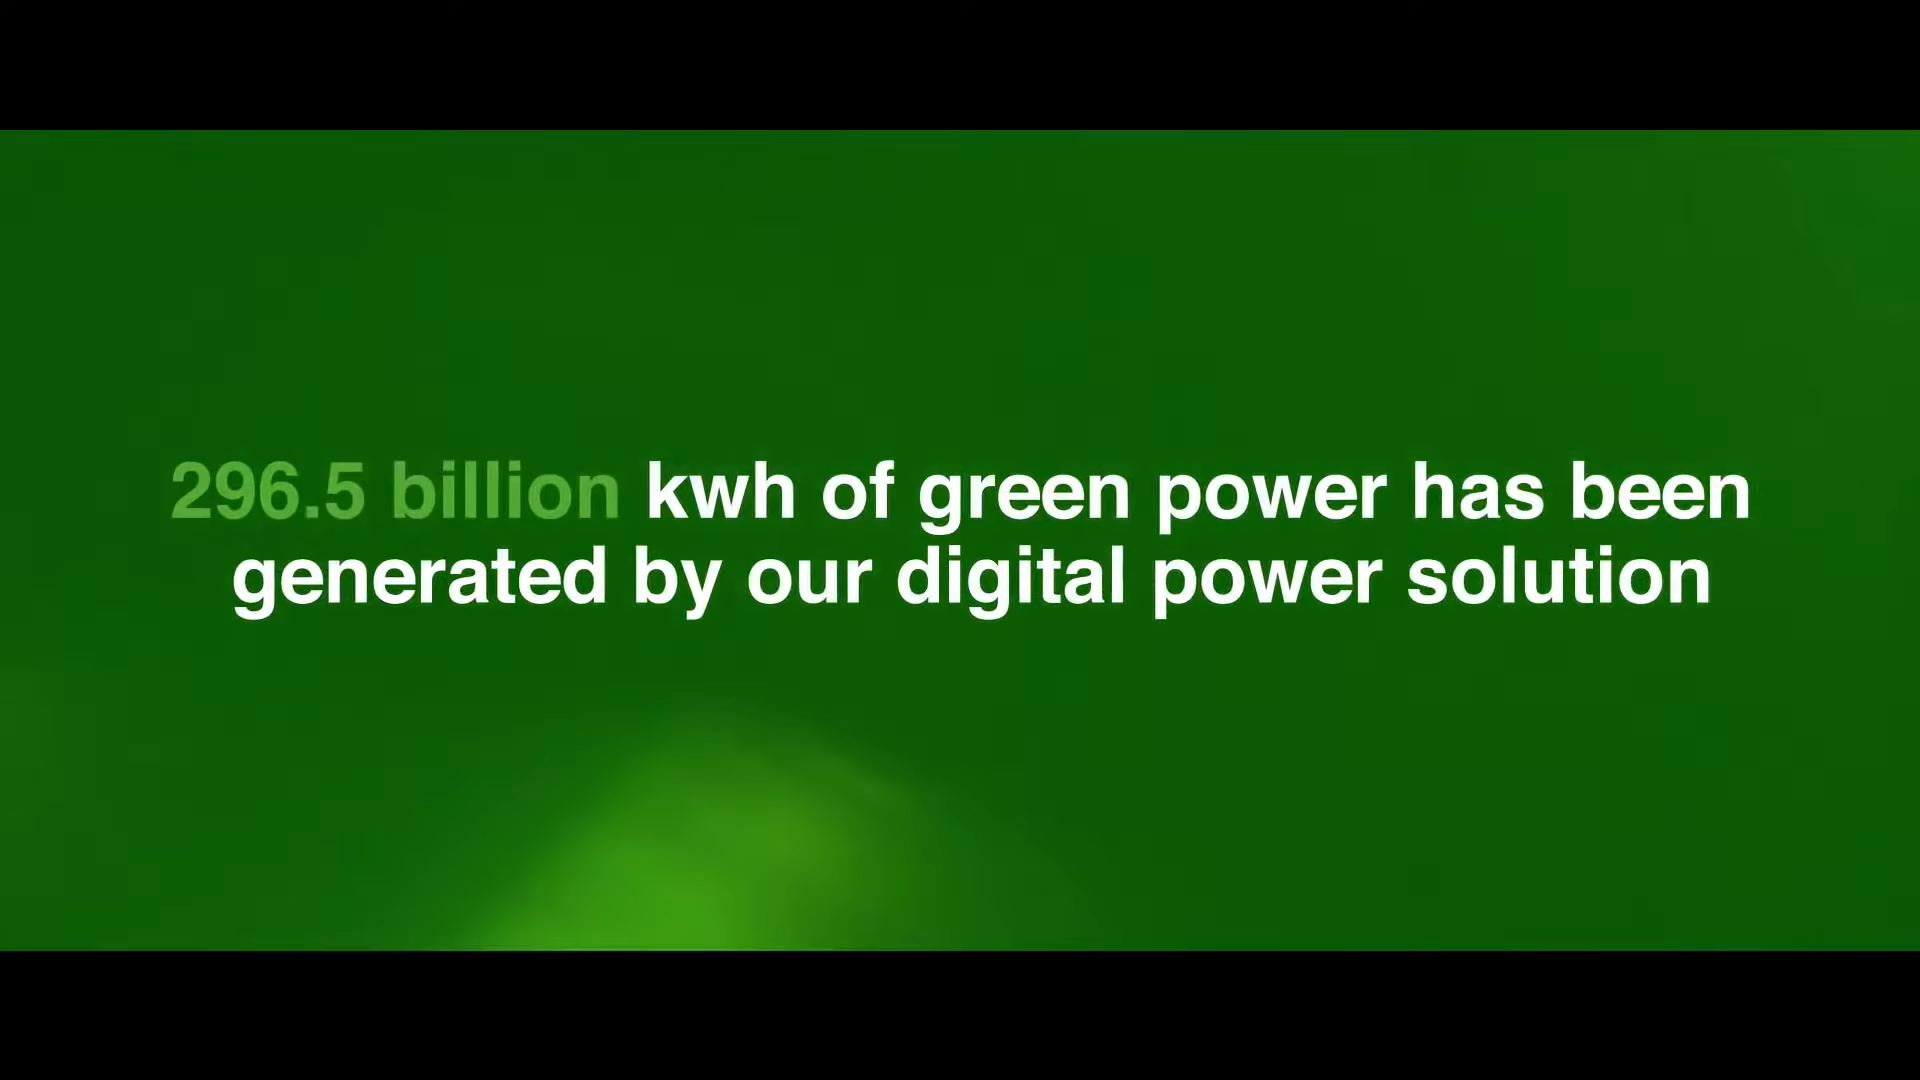 296.5 billion kwh of green power has been
generated by our digital power solution